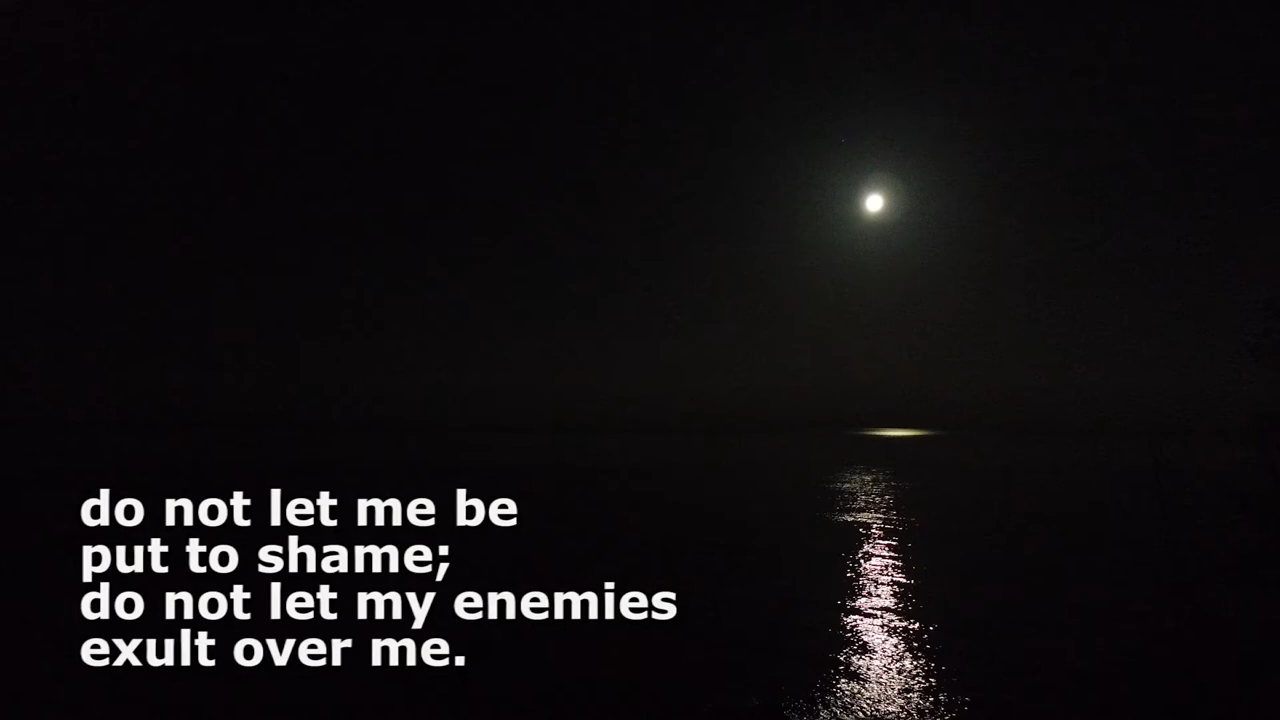 do not let me be
put to shame;
do not let my enemies
exult over me.